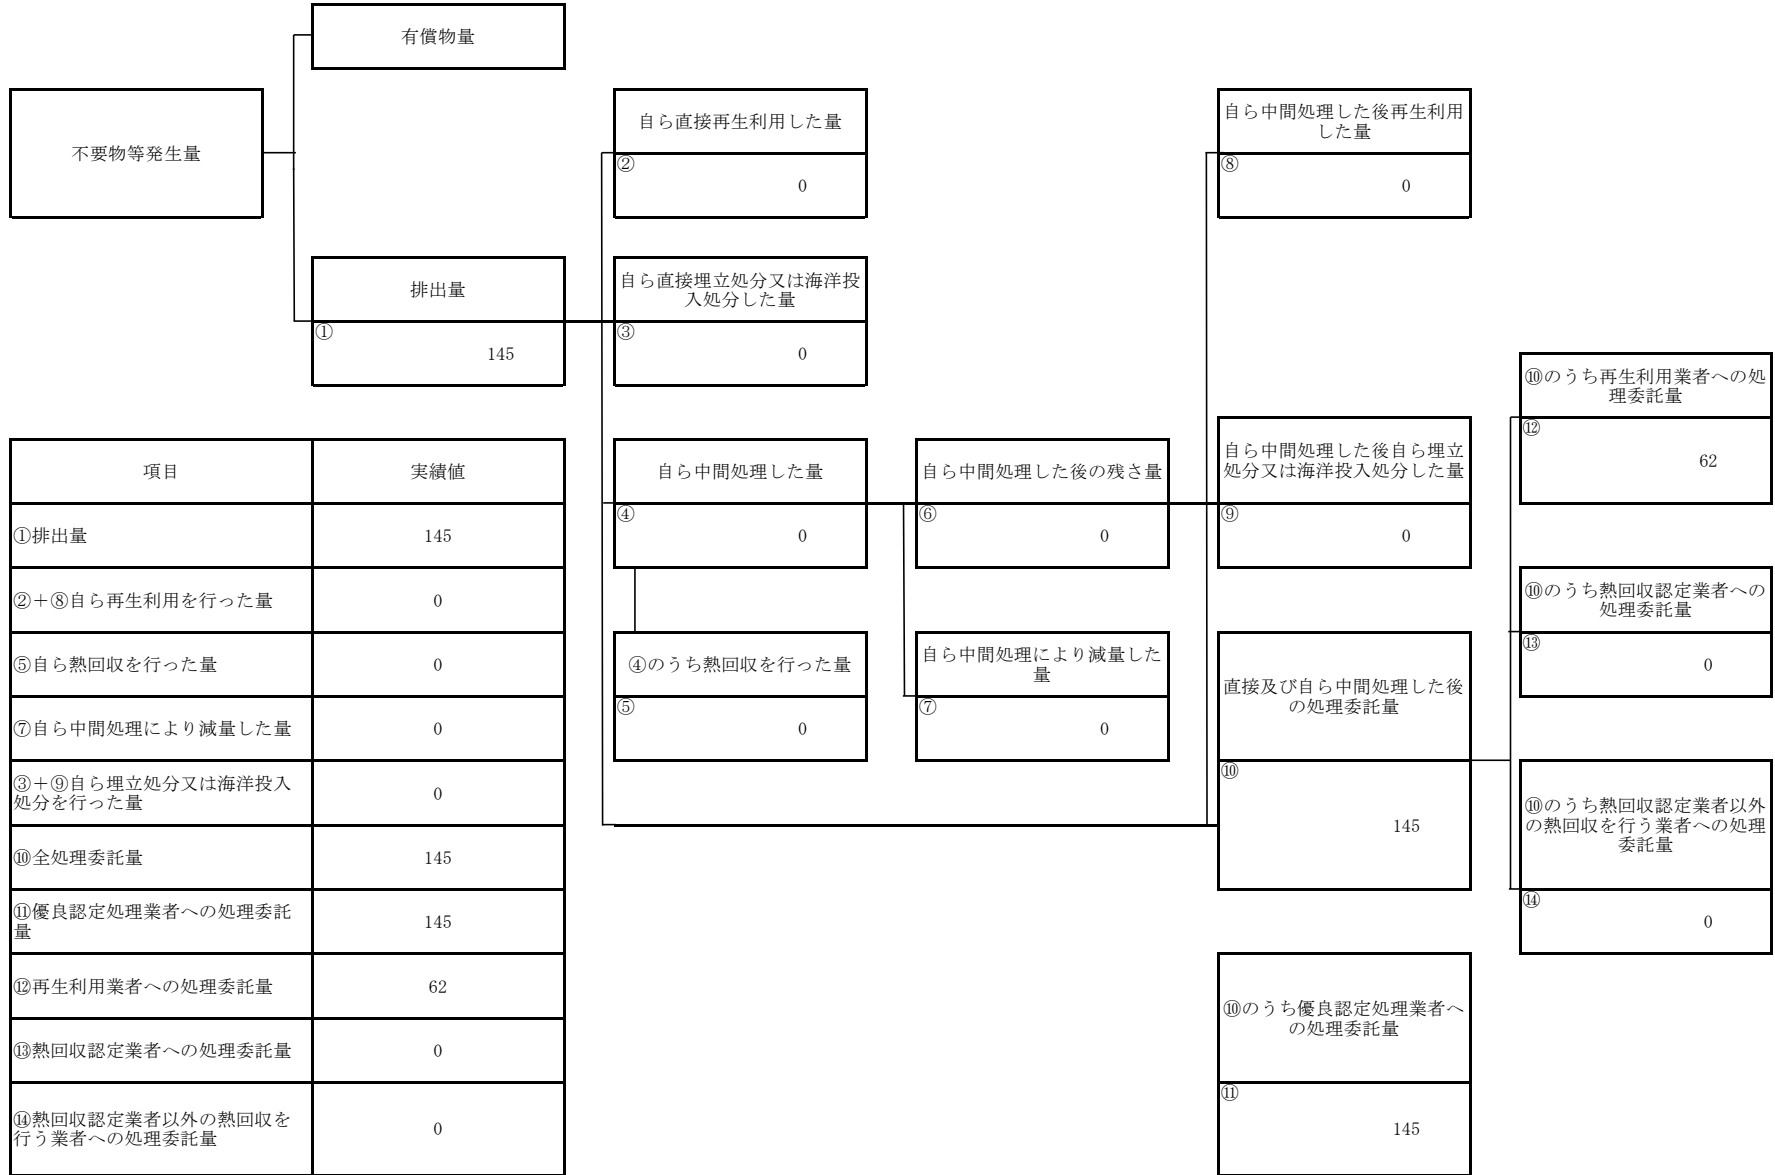 有償物量
不要物等発生量
排出量
①
145
自ら直接再生利用した量
②
0
自ら直接埋立処分又は海洋投
入処分した量
③
0
自ら中間処理した量
④
0
④のうち熱回収を行った量
⑤
0
自ら中間処理した後の残さ量
⑥
0
自ら中間処理により減量した
量
⑦
0
自ら中間処理した後再生利用
した量
⑧
0
自ら中間処理した後自ら埋立
処分又は海洋投入処分した量
⑨
0
直接及び自ら中間処理した後
の処理委託量
⑩
145
⑩のうち優良認定処理業者へ
の処理委託量
⑪
145
⑩のうち再生利用業者への処
理委託量
⑫
62
⑩のうち熱回収認定業者への
処理委託量
⑬
0
⑩のうち熱回収認定業者以外
の熱回収を行う業者への処理
委託量
⑭
0
項目 実績値
①排出量 145
②+⑧自ら再生利用を行った量 0
⑤自ら熱回収を行った量 0
⑦自ら中間処理により減量した量 0
③+⑨自ら埋立処分又は海洋投入
処分を行った量 0
⑩全処理委託量 145
⑪優良認定処理業者への処理委託
量 145
⑫再生利用業者への処理委託量 62
⑬熱回収認定業者への処理委託量 0
⑭熱回収認定業者以外の熱回収を
行う業者への処理委託量 0